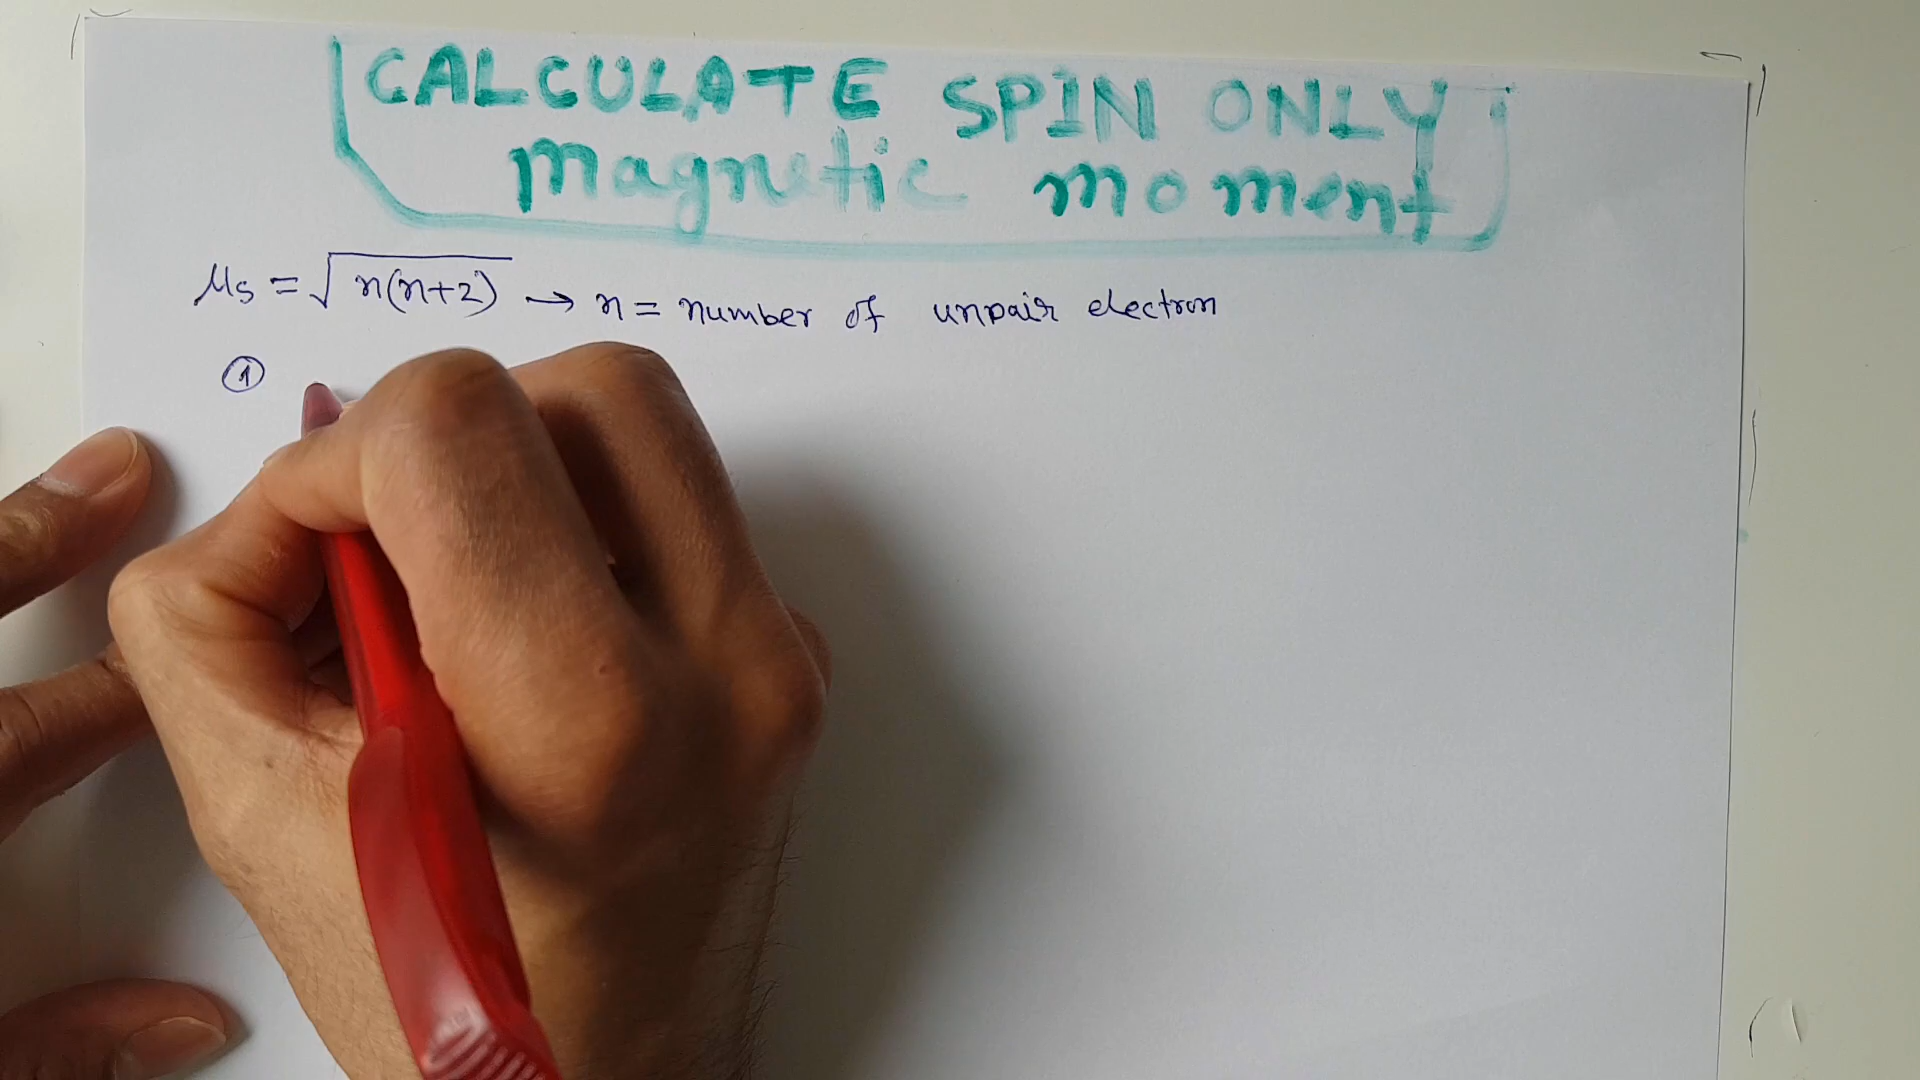 CALCULATE SPIN ONLY
magnetic moment
μs = √n(n+2) → n = number of unpair electron
①